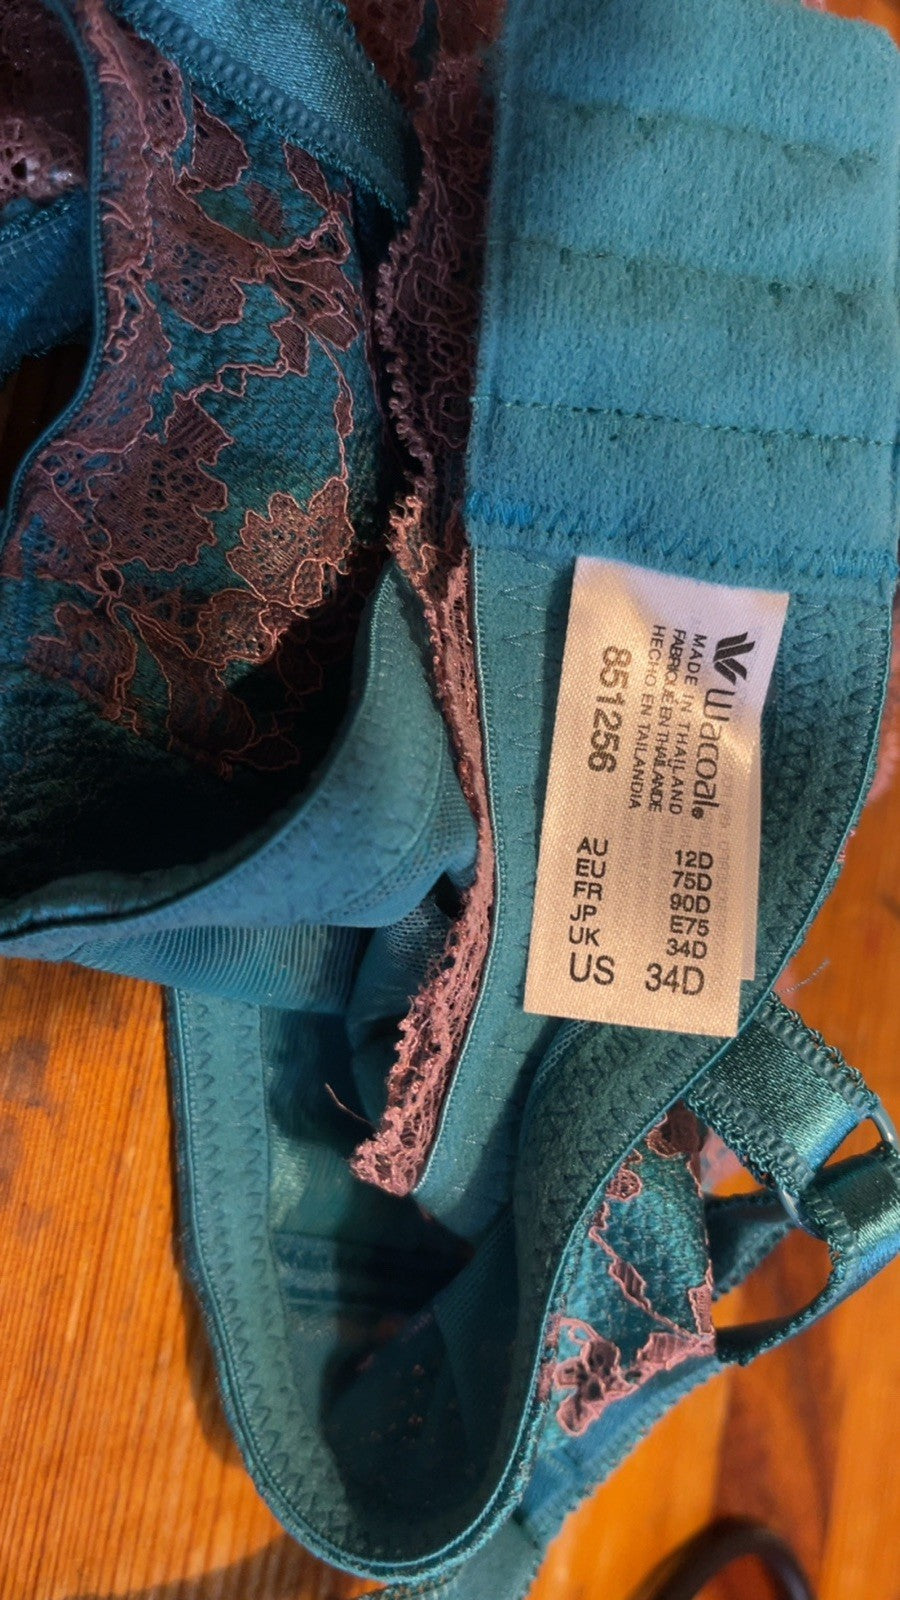 wacoal®
MADE IN THAILAND
FABRIQUÉ EN THAÏLANDE
HECHO EN TAILANDIA
851256
AU 12D
EU 75D
FR 90D
JP E75
UK 34D
US 34D